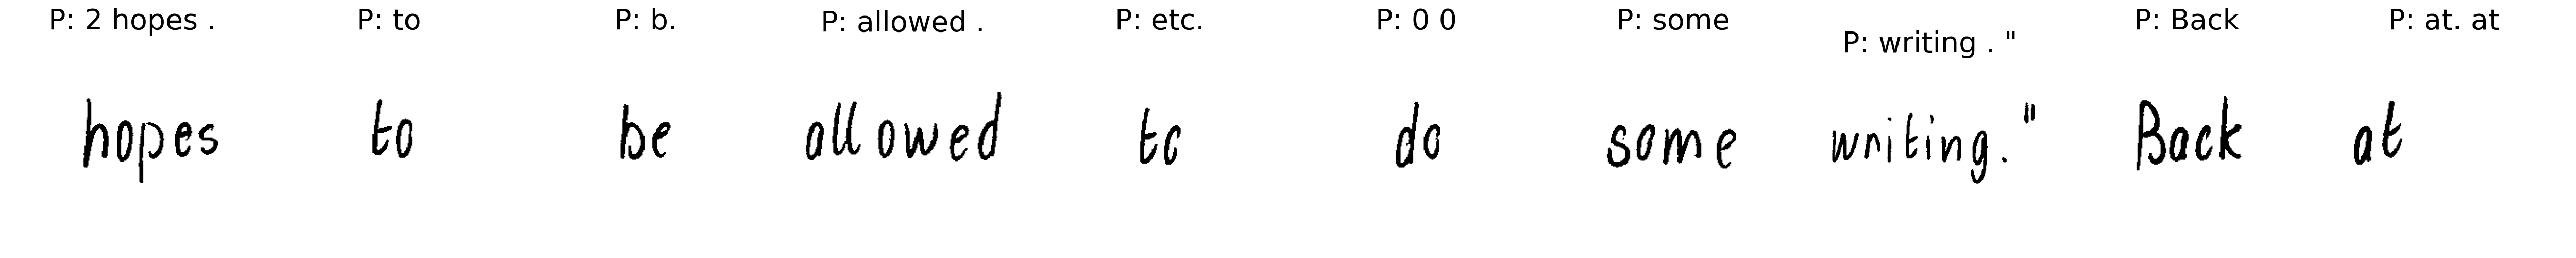 P: 2 hopes . P: to P: b. P: allowed . P: etc. P: 0 0 P: some P: writing . " P: Back P: at. at
hopes to be allowed to do some writing." Back at